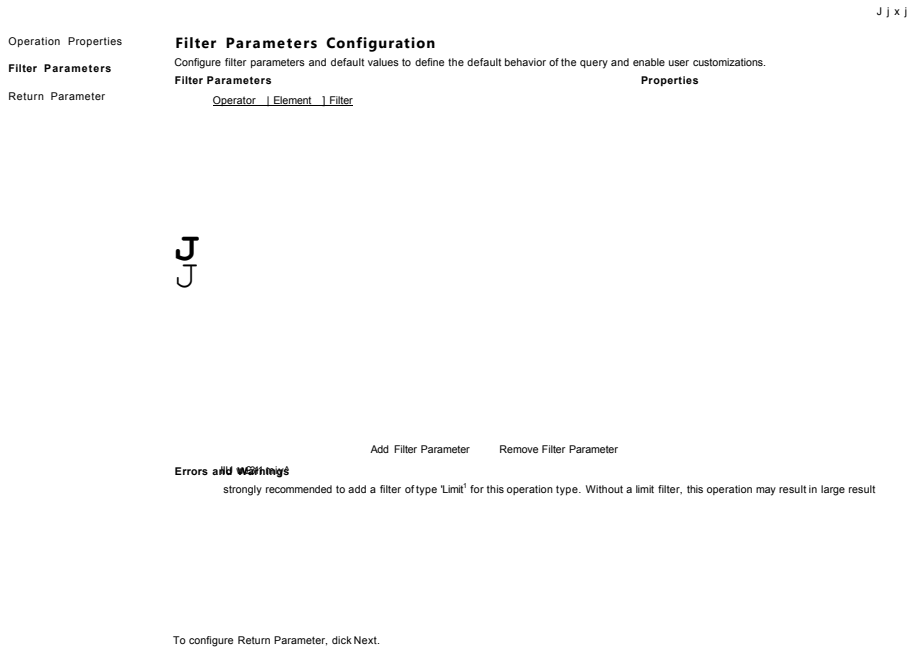 J j x j
Operation Properties
Filter Parameters
Return Parameter
Filter Parameters Configuration
Configure filter parameters and default values to define the default behavior of the query and enable user customizations.
Filter Parameters Properties
Operator | Element ] Filter
J
J
Add Filter Parameter Remove Filter Parameter
Errors and Warnings
strongly recommended to add a filter of type 'Limit¹ for this operation type. Without a limit filter, this operation may result in large result
To configure Return Parameter, dick Next.